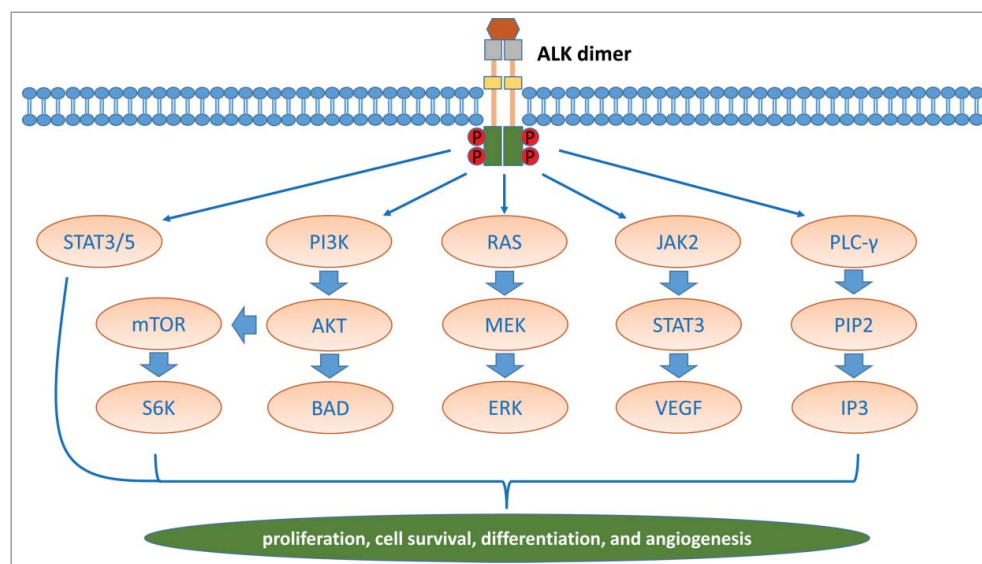 ALK dimer
P P
P P
STAT3/5 PI3K RAS JAK2 PLC-γ
mTOR AKT MEK STAT3 PIP2
S6K BAD ERK VEGF IP3
proliferation, cell survival, differentiation, and angiogenesis